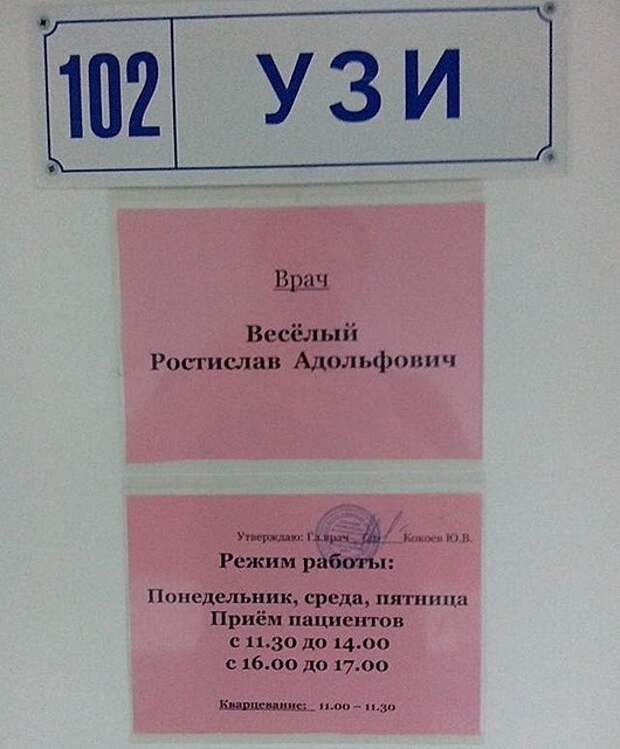 102 УЗИ
Врач
Весёлый
Ростислав Адольфович
Утверждаю: Гл.врач Кокоев Ю.В.
Режим работы:
Понедельник, среда, пятница
Приём пациентов
с 11.30 до 14.00
с 16.00 до 17.00
Кварцевание: 11.00 – 11.30